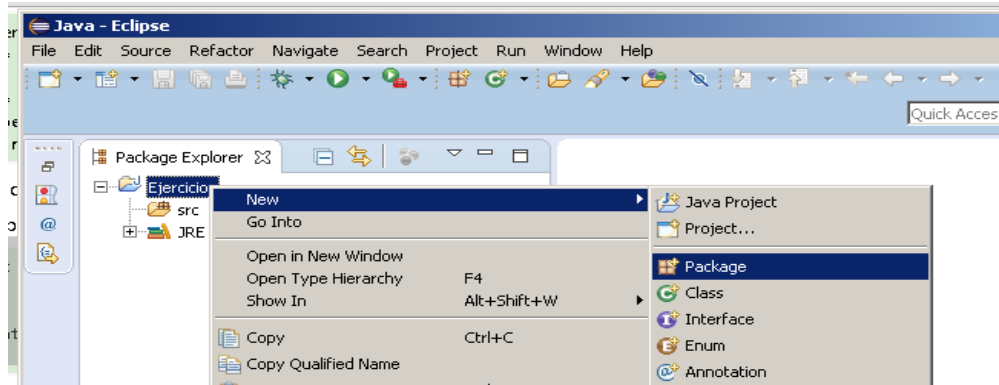 Java - Eclipse
File Edit Source Refactor Navigate Search Project Run Window Help
Quick Acces
Package Explorer
Ejercicio
src
JRE
New
Go Into
Open in New Window
Open Type Hierarchy F4
Show In Alt+Shift+W
Copy Ctrl+C
Copy Qualified Name
Java Project
Project...
Package
Class
Interface
Enum
Annotation